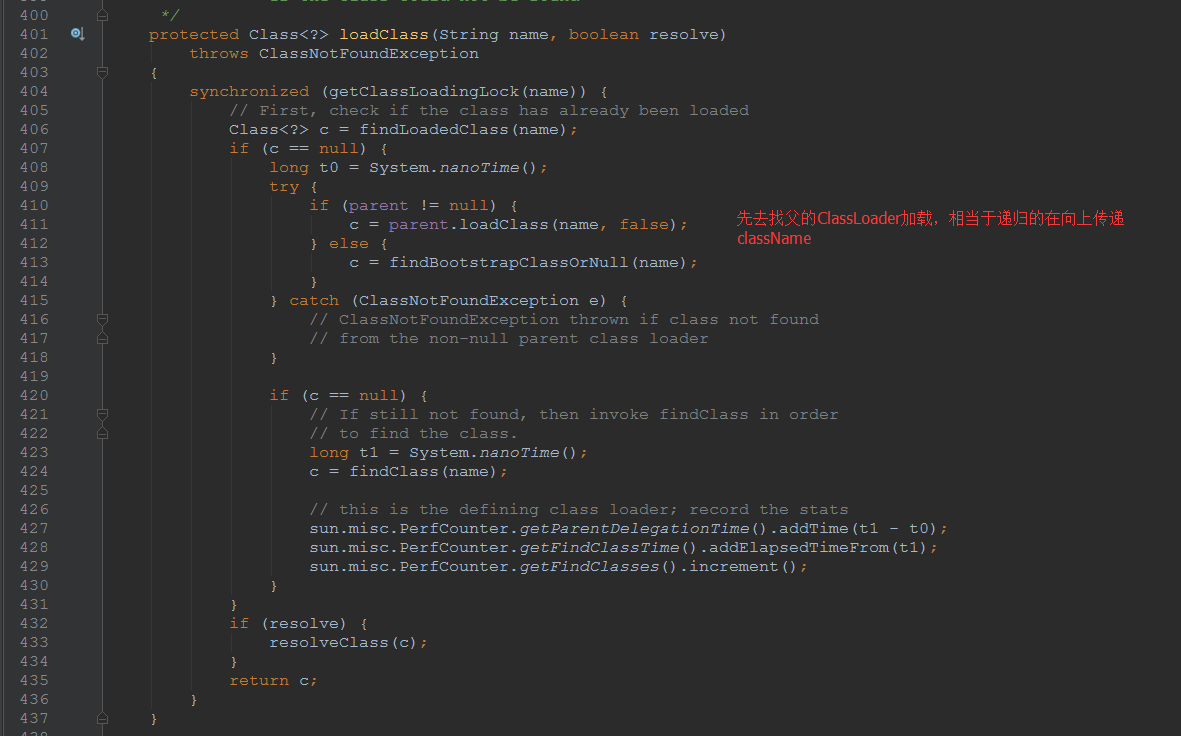 400 */
401 protected Class<?> loadClass(String name, boolean resolve)
402 throws ClassNotFoundException
403 {
404 synchronized (getClassLoadingLock(name)) {
405 // First, check if the class has already been loaded
406 Class<?> c = findLoadedClass(name);
407 if (c == null) {
408 long t0 = System.nanoTime();
409 try {
410 if (parent != null) {
411 c = parent.loadClass(name, false);
先去找父的ClassLoader加载，相当于递归的在向上传递
className
412 } else {
413 c = findBootstrapClassOrNull(name);
414 }
415 } catch (ClassNotFoundException e) {
416 // ClassNotFoundException thrown if class not found
417 // from the non-null parent class loader
418 }
419
420 if (c == null) {
421 // If still not found, then invoke findClass in order
422 // to find the class.
423 long t1 = System.nanoTime();
424 c = findClass(name);
425
426 // this is the defining class loader; record the stats
427 sun.misc.PerfCounter.getParentDelegationTime().addTime(t1 - t0);
428 sun.misc.PerfCounter.getFindClassTime().addElapsedTimeFrom(t1);
429 sun.misc.PerfCounter.getFindClasses().increment();
430 }
431 }
432 if (resolve) {
433 resolveClass(c);
434 }
435 return c;
436 }
437 }